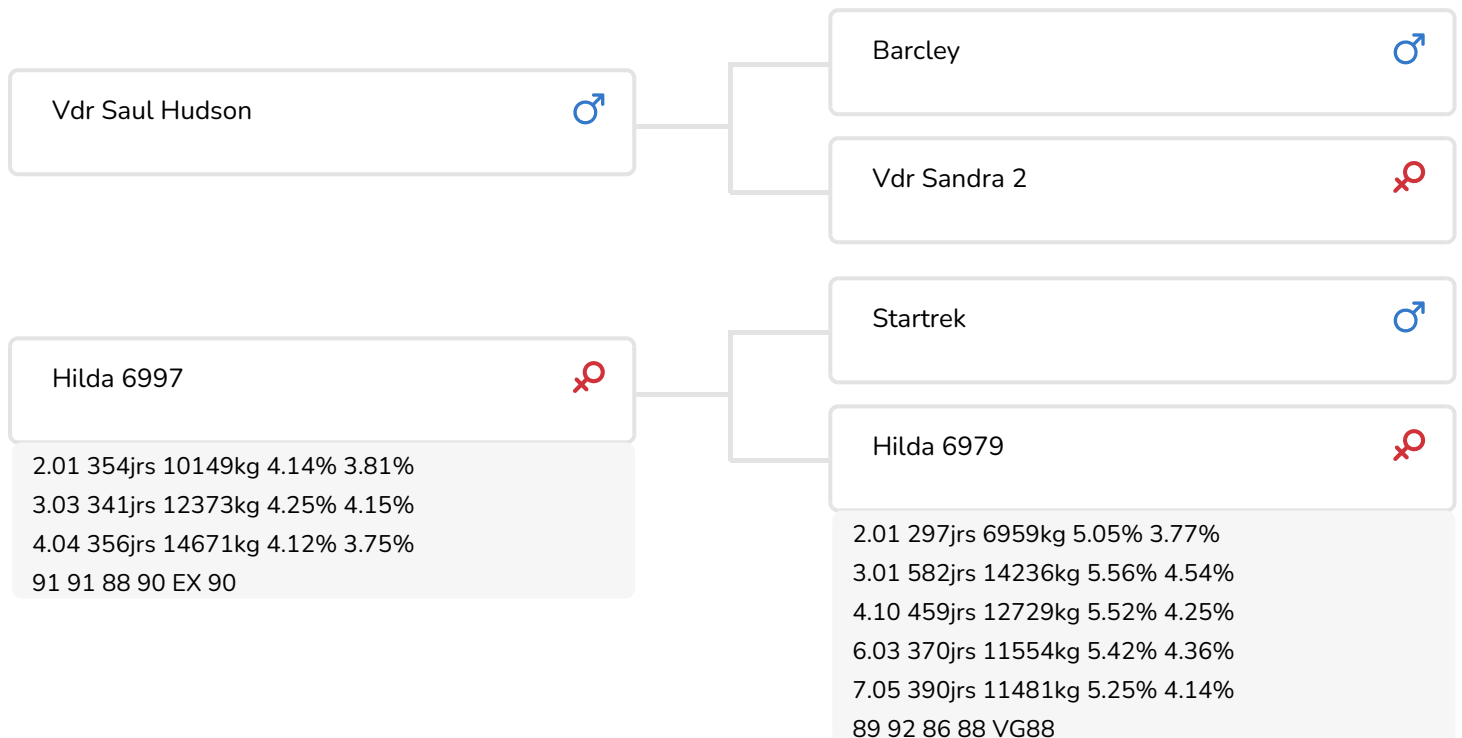 Vdr Saul Hudson
Barcley
Vdr Sandra 2
Hilda 6997
2.01 354jrs 10149kg 4.14% 3.81%
3.03 341jrs 12373kg 4.25% 4.15%
4.04 356jrs 14671kg 4.12% 3.75%
91 91 88 90 EX 90
Startrek
Hilda 6979
2.01 297jrs 6959kg 5.05% 3.77%
3.01 582jrs 14236kg 5.56% 4.54%
4.10 459jrs 12729kg 5.52% 4.25%
6.03 370jrs 11554kg 5.42% 4.36%
7.05 390jrs 11481kg 5.25% 4.14%
89 92 86 88 VG88